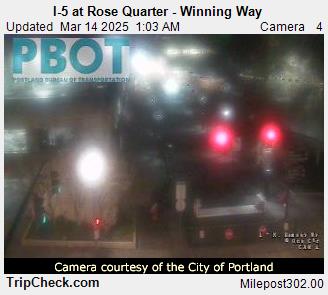 I-5 at Rose Quarter - Winning Way
Updated Mar 14 2025 1:03 AM Camera 4
PBOT
PORTLAND BUREAU OF TRANSPORTATION
Camera courtesy of the City of Portland
TripCheck.com Milepost302.00